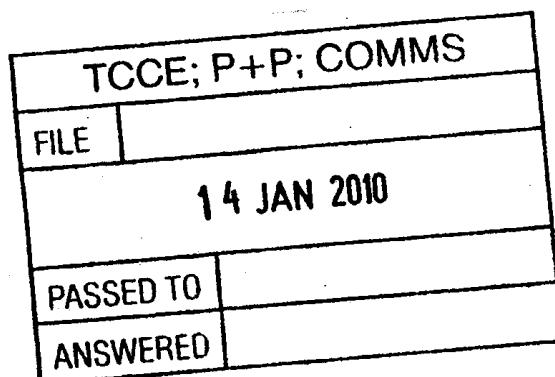 TCCE; P+P; COMMS
FILE
14 JAN 2010
PASSED TO
ANSWERED